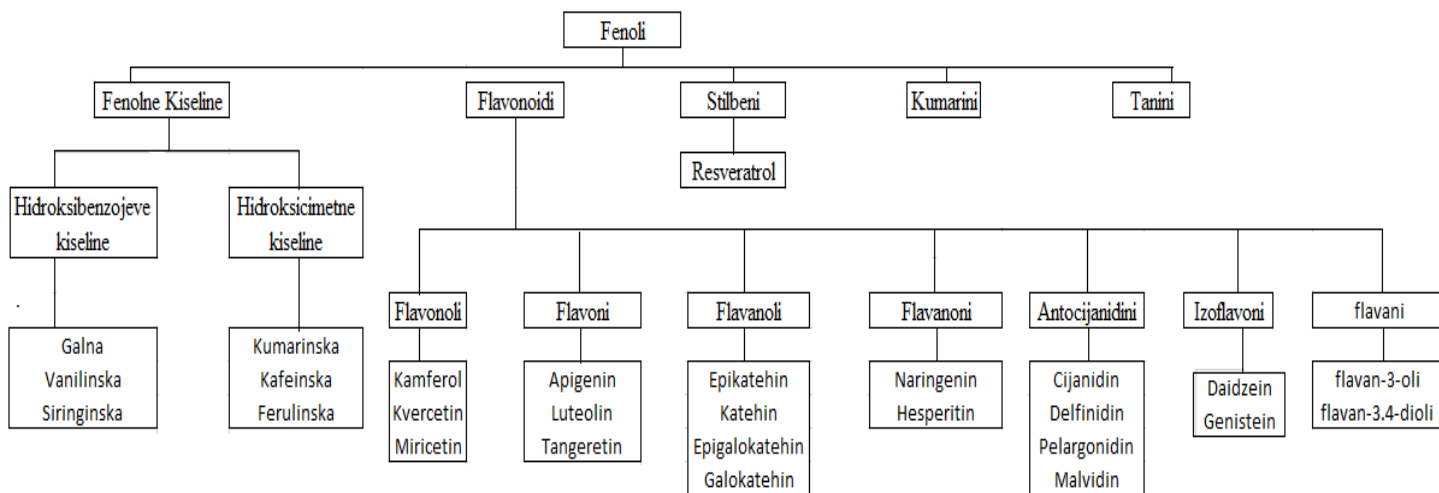 Fenoli
Fenolne Kiseline
Flavonoidi
Stilbeni
Kumarini
Tanini
Resveratrol
Hidroksibenzojeve
kiseline
Hidroksicimetne
kiseline
Flavonoli
Flavoni
Flavanoli
Flavanoni
Antocijanidini
Izoflavoni
flavani
Galna
Vanilinska
Siringinska
Kumarinska
Kafeinska
Ferulinska
Kamferol
Kvercetin
Miricetin
Apigenin
Luteolin
Tangeretin
Epikatehin
Katehin
Epigalokatehin
Galokatehin
Naringenin
Hesperitin
Cijanidin
Delfinidin
Pelargonidin
Malvidin
Daidzein
Genistein
flavan-3-oli
flavan-3.4-dioli